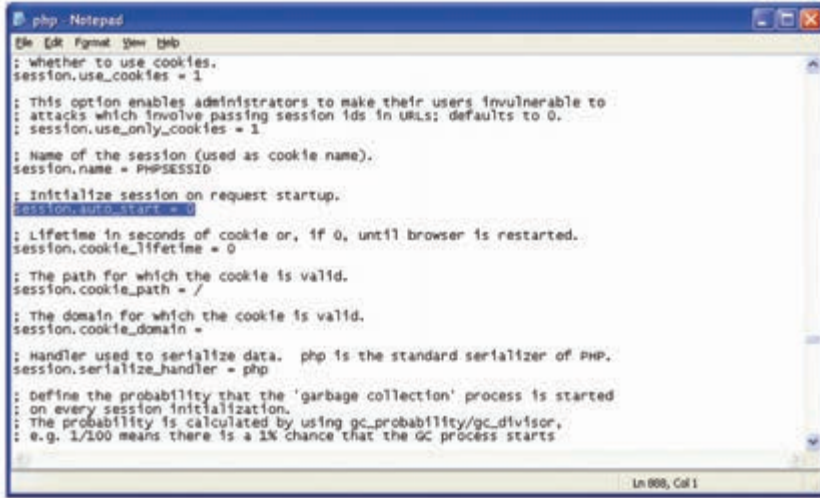 php - Notepad
File Edit Format View Help
; whether to use cookies.
session.use_cookies = 1
; This option enables administrators to make their users invulnerable to
; attacks which involve passing session ids in URLs; defaults to 0.
; session.use_only_cookies = 1
; Name of the session (used as cookie name).
session.name = PHPSESSID
; Initialize session on request startup.
session.auto_start = 0
; Lifetime in seconds of cookie or, if 0, until browser is restarted.
session.cookie_lifetime = 0
; The path for which the cookie is valid.
session.cookie_path = /
; The domain for which the cookie is valid.
session.cookie_domain =
; Handler used to serialize data.  php is the standard serializer of PHP.
session.serialize_handler = php
; Define the probability that the 'garbage collection' process is started
; on every session initialization.
; The probability is calculated by using gc_probability/gc_divisor,
; e.g. 1/100 means there is a 1% chance that the GC process starts
Ln 888, Col 1